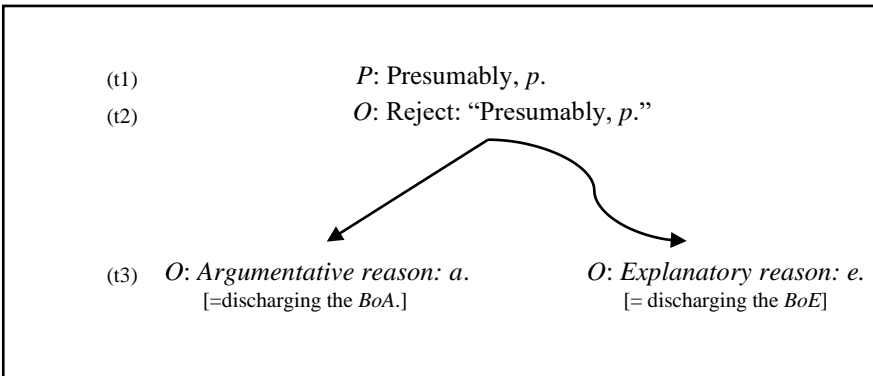 (t1) P: Presumably, p.
(t2) O: Reject: “Presumably, p.”
(t3) O: Argumentative reason: a. O: Explanatory reason: e.
[=discharging the BoA.] [= discharging the BoE]